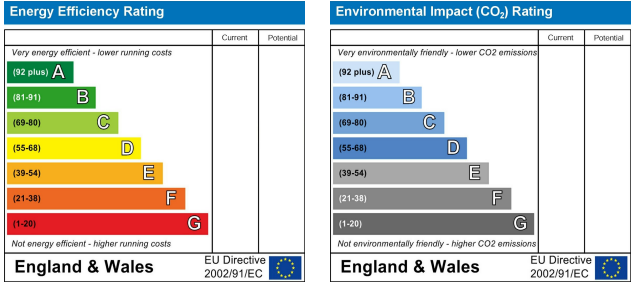 Energy Efficiency Rating
Current Potential
Very energy efficient - lower running costs
(92 plus) A
(81-91) B
(69-80) C
(55-68) D
(39-54) E
(21-38) F
(1-20) G
Not energy efficient - higher running costs
England & Wales
EU Directive
2002/91/EC
Environmental Impact (CO₂) Rating
Current Potential
Very environmentally friendly - lower CO2 emissions
(92 plus) A
(81-91) B
(69-80) C
(55-68) D
(39-54) E
(21-38) F
(1-20) G
Not environmentally friendly - higher CO2 emissions
England & Wales
EU Directive
2002/91/EC